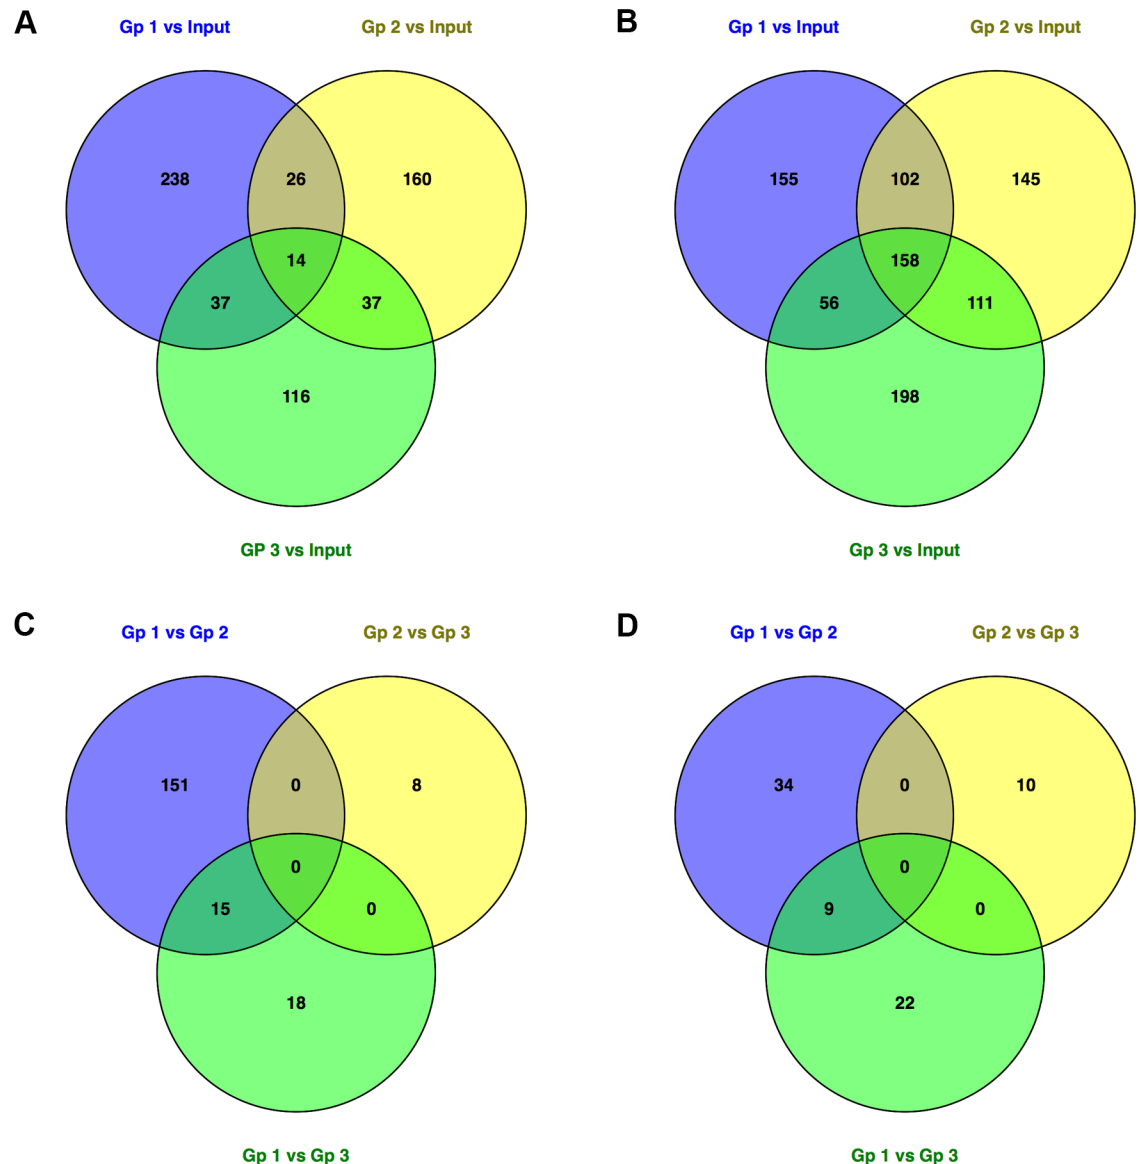 A
Gp 1 vs Input
Gp 2 vs Input
238
26
160
14
37
37
116
GP 3 vs Input
B
Gp 1 vs Input
Gp 2 vs Input
155
102
145
158
56
111
198
Gp 3 vs Input
C
Gp 1 vs Gp 2
Gp 2 vs Gp 3
151
0
8
0
15
0
18
Gp 1 vs Gp 3
D
Gp 1 vs Gp 2
Gp 2 vs Gp 3
34
0
10
0
9
0
22
Gp 1 vs Gp 3